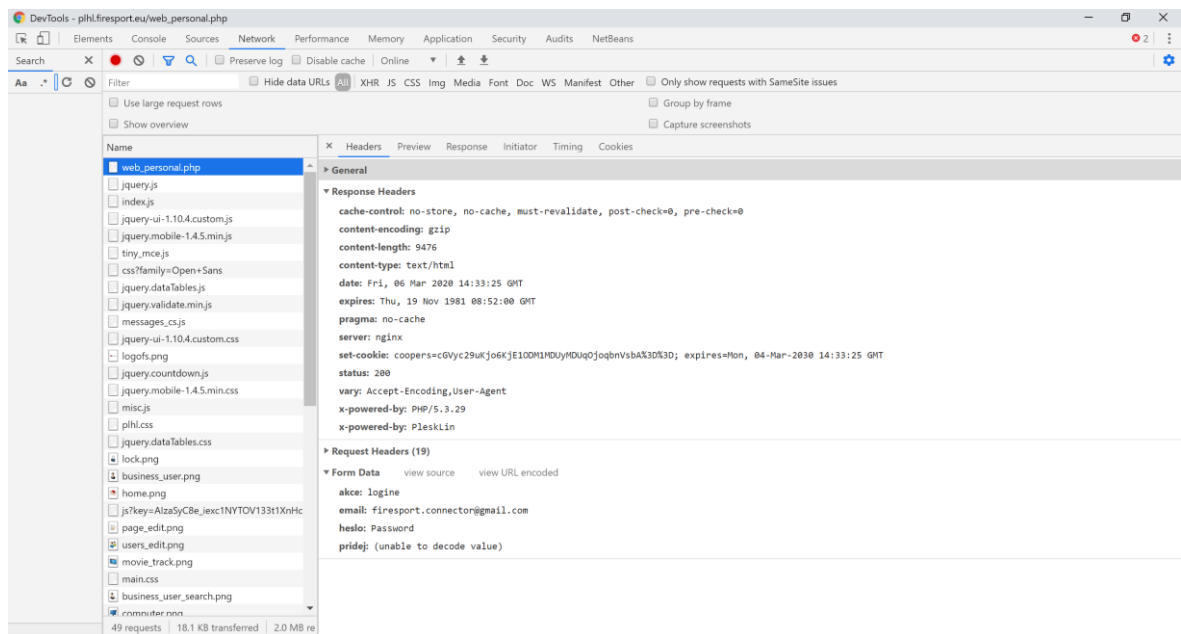 DevTools - plhl.firesport.eu/web_personal.php
Elements Console Sources Network Performance Memory Application Security Audits NetBeans 2
Search Preserve log Disable cache Online
Aa .* Filter Hide data URLs All XHR JS CSS Img Media Font Doc WS Manifest Other Only show requests with SameSite issues
Use large request rows Group by frame
Show overview Capture screenshots
Name
web_personal.php
jquery.js
index.js
jquery-ui-1.10.4.custom.js
jquery.mobile-1.4.5.min.js
tiny_mce.js
css?family=Open+Sans
jquery.dataTables.js
jquery.validate.min.js
messages_cs.js
jquery-ui-1.10.4.custom.css
logofs.png
jquery.countdown.js
jquery.mobile-1.4.5.min.css
misc.js
plhl.css
jquery.dataTables.css
lock.png
business_user.png
home.png
js?key=AIzaSyC8e_iexc1NYTOV133t1XnHc
page_edit.png
users_edit.png
movie_track.png
main.css
business_user_search.png
computer.png
49 requests 18.1 KB transferred 2.0 MB re
Headers Preview Response Initiator Timing Cookies
General
Response Headers
cache-control: no-store, no-cache, must-revalidate, post-check=0, pre-check=0
content-encoding: gzip
content-length: 9476
content-type: text/html
date: Fri, 06 Mar 2020 14:33:25 GMT
expires: Thu, 19 Nov 1981 08:52:00 GMT
pragma: no-cache
server: nginx
set-cookie: coopers=cGVyc29uKjo6KjE1ODM1MDUyMDUqOjoqbnVsbA%3D%3D; expires=Mon, 04-Mar-2030 14:33:25 GMT
status: 200
vary: Accept-Encoding,User-Agent
x-powered-by: PHP/5.3.29
x-powered-by: PleskLin
Request Headers (19)
Form Data view source view URL encoded
akce: logine
email: firesport.connector@gmail.com
heslo: Password
pridej: (unable to decode value)